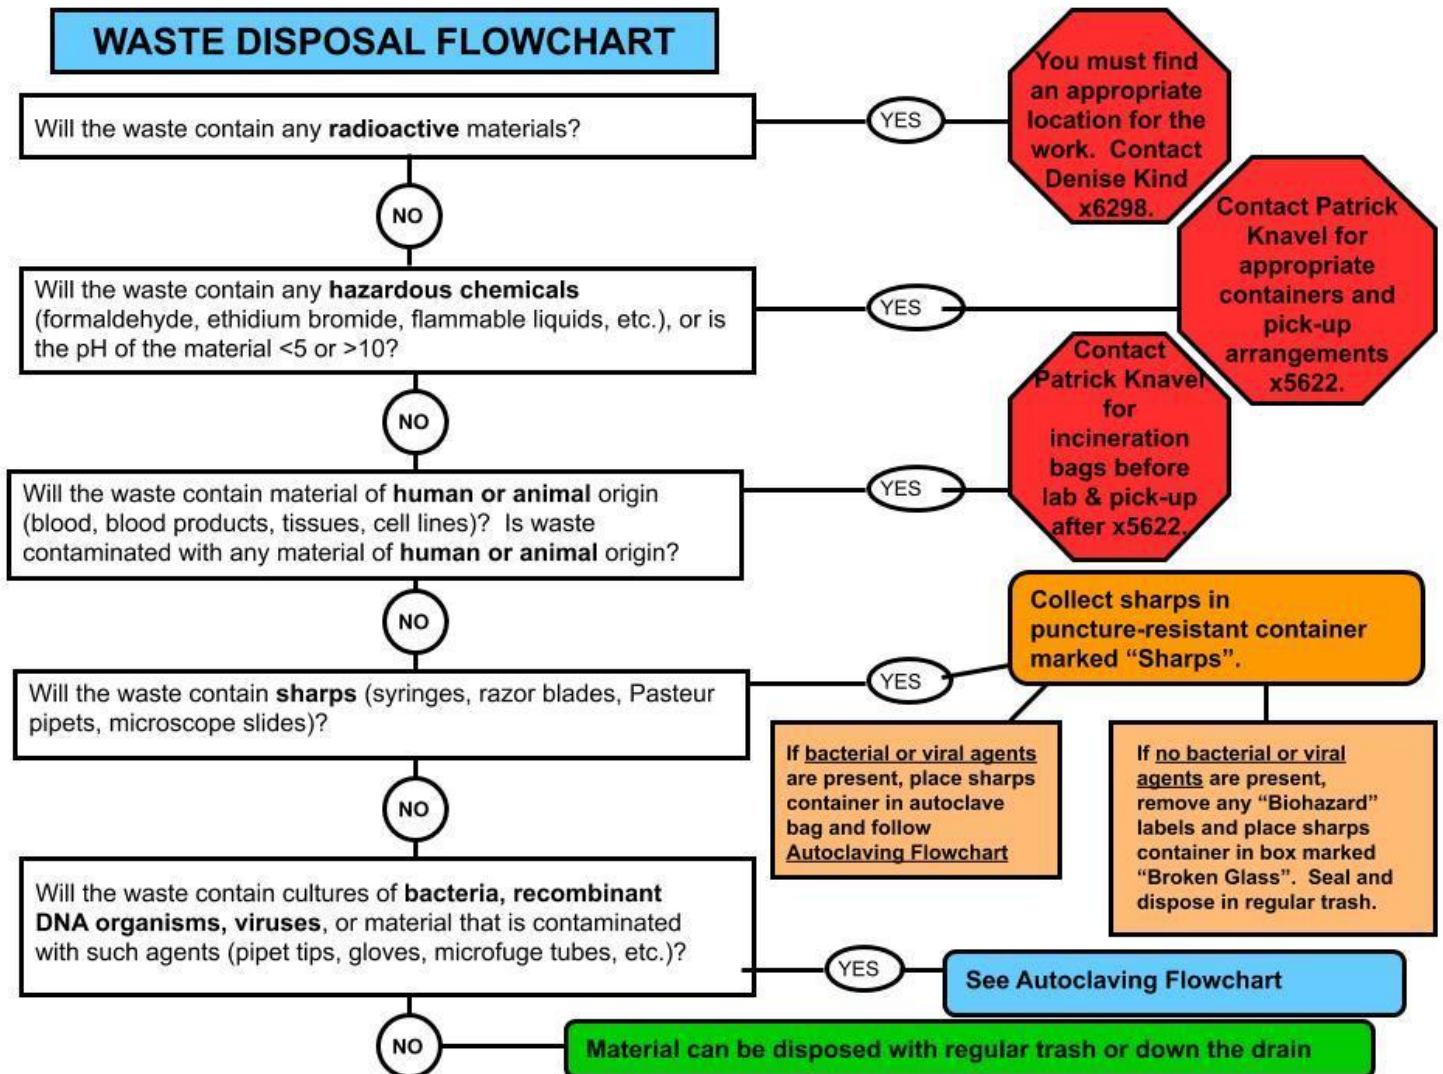 WASTE DISPOSAL FLOWCHART
Will the waste contain any radioactive materials?
YES
You must find
an appropriate
location for the
work.  Contact
Denise Kind
x6298.
NO
Will the waste contain any hazardous chemicals
(formaldehyde, ethidium bromide, flammable liquids, etc.), or is
the pH of the material <5 or >10?
YES
Contact Patrick
Knavel for
appropriate
containers and
pick-up
arrangements
x5622.
NO
Will the waste contain material of human or animal origin
(blood, blood products, tissues, cell lines)?  Is waste
contaminated with any material of human or animal origin?
YES
Contact
Patrick Knavel
for
incineration
bags before
lab & pick-up
after x5622.
NO
Will the waste contain sharps (syringes, razor blades, Pasteur
pipets, microscope slides)?
YES
Collect sharps in
puncture-resistant container
marked “Sharps”.
If bacterial or viral agents
are present, place sharps
container in autoclave
bag and follow
Autoclaving Flowchart
If no bacterial or viral
agents are present,
remove any “Biohazard”
labels and place sharps
container in box marked
“Broken Glass”.  Seal and
dispose in regular trash.
NO
Will the waste contain cultures of bacteria, recombinant
DNA organisms, viruses, or material that is contaminated
with such agents (pipet tips, gloves, microfuge tubes, etc.)?
YES
See Autoclaving Flowchart
NO
Material can be disposed with regular trash or down the drain